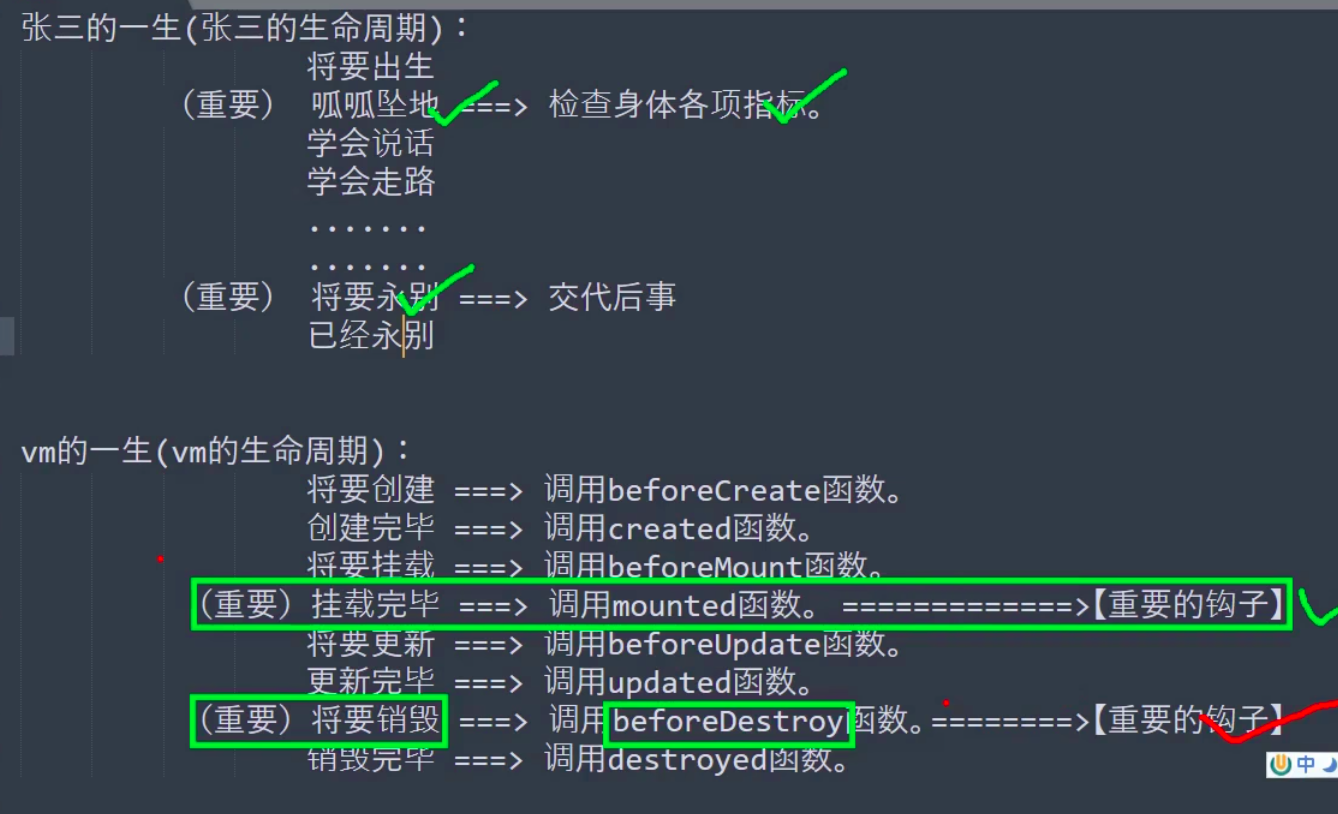 张三的一生(张三的生命周期)：
将要出生
(重要) 呱呱坠地 ===> 检查身体各项指标。
学会说话
学会走路
.......
.......
(重要) 将要永别 ===> 交代后事
已经永别
vm的一生(vm的生命周期)：
将要创建 ===> 调用beforeCreate函数。
创建完毕 ===> 调用created函数。
将要挂载 ===> 调用beforeMount函数。
(重要) 挂载完毕 ===> 调用mounted函数。 =============>【重要的钩子】
将要更新 ===> 调用beforeUpdate函数。
更新完毕 ===> 调用updated函数。
(重要) 将要销毁 ===> 调用beforeDestroy函数。========>【重要的钩子】
销毁完毕 ===> 调用destroyed函数。
中